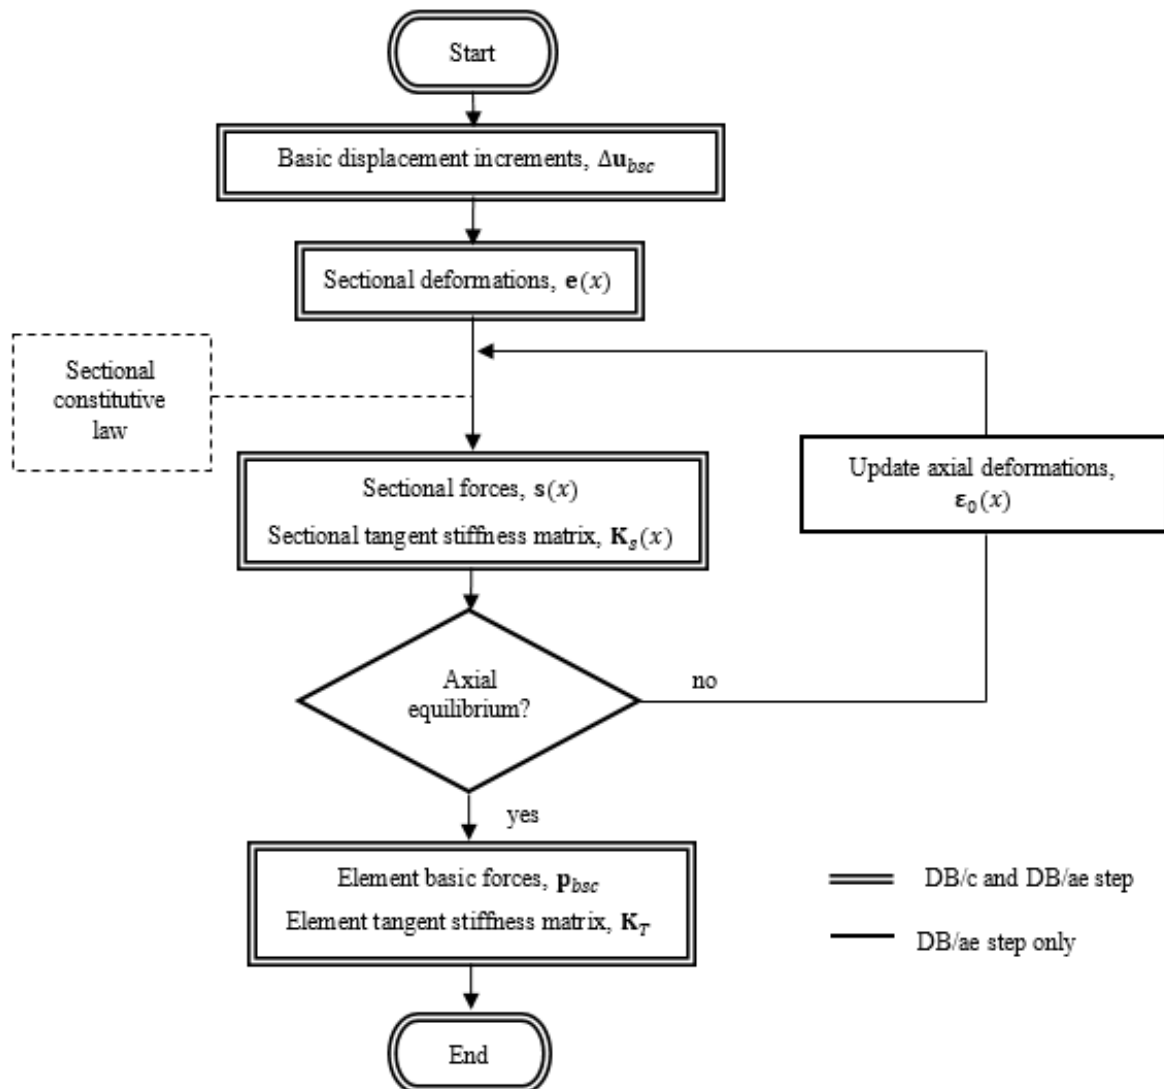 Start
Basic displacement increments, Δu_bsc
Sectional deformations, e(x)
Sectional
constitutive
law
Update axial deformations,
ε₀(x)
Sectional forces, s(x)
Sectional tangent stiffness matrix, K_s(x)
Axial
equilibrium?
no
yes
Element basic forces, p_bsc
Element tangent stiffness matrix, K_T
DB/c and DB/ae step
DB/ae step only
End